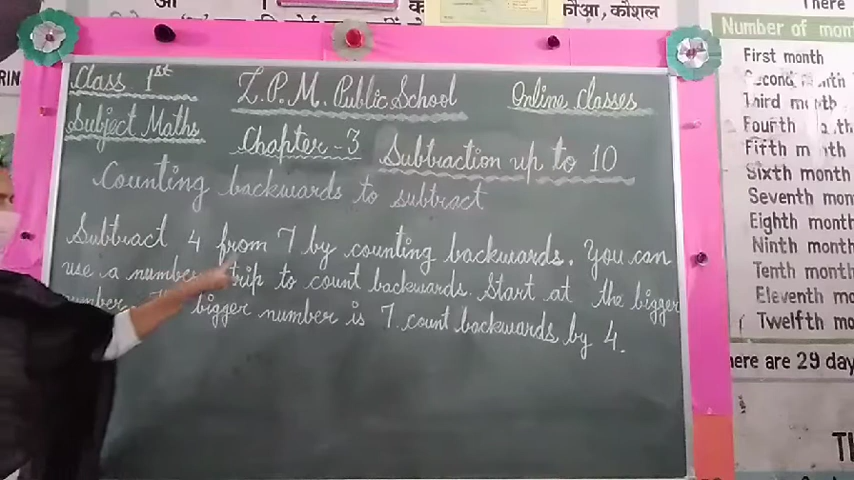 Class 1st
Z.P.M. Public School
Online Classes
Subject Maths
Chapter-3
Subtraction up to 10
Counting backwards to subtract
Subtract 4 from 7 by counting backwards. You can
use a number strip to count backwards. Start at the bigger
number. The bigger number is 7. count backwards by 4.
कौआ, कौशल
There
Number of mon
First month
Second month
Third month
Fourth
Fifth month
Sixth month
Seventh month
Eighth month
Ninth month
Tenth month
Eleventh mont
Twelfth mon
here are 29 day